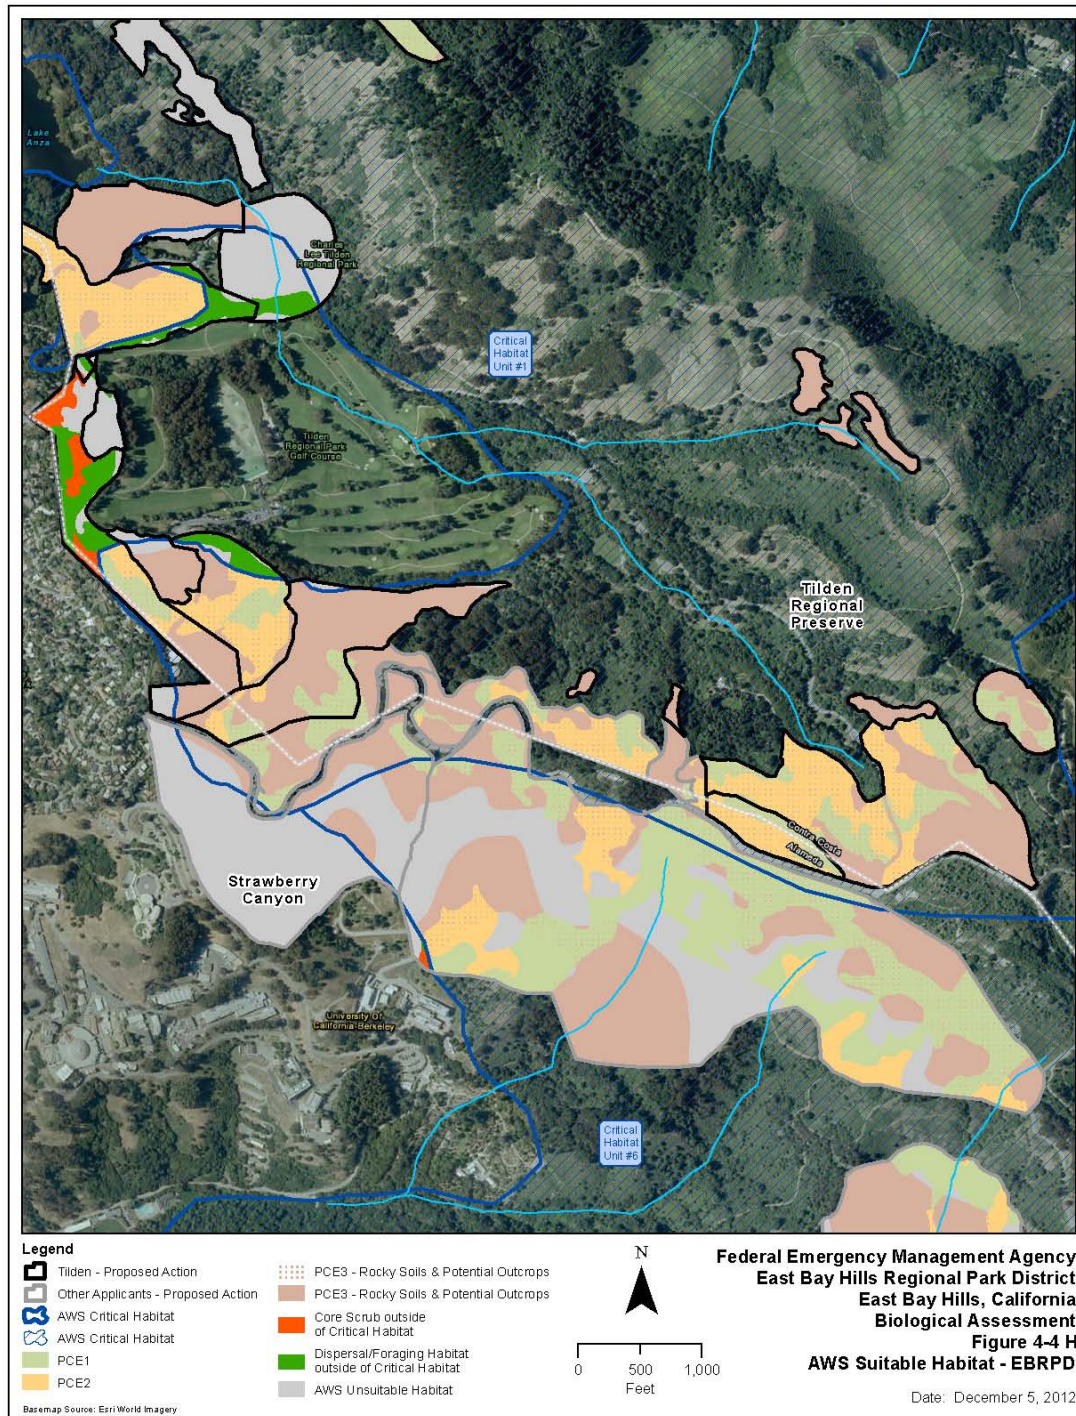 Lake
Anza
Charles
Lee Tilden
Regional Park
Critical
Habitat
Unit #1
Tilden
Regional Park
Golf Course
Tilden
Regional
Preserve
Contra Costa
Alameda
Strawberry
Canyon
University Of
California-Berkeley
Critical
Habitat
Unit #6
Legend
Tilden - Proposed Action
Other Applicants - Proposed Action
AWS Critical Habitat
AWS Critical Habitat
PCE1
PCE2
PCE3 - Rocky Soils & Potential Outcrops
PCE3 - Rocky Soils & Potential Outcrops
Core Scrub outside
of Critical Habitat
Dispersal/Foraging Habitat
outside of Critical Habitat
AWS Unsuitable Habitat
N
0 500 1,000
Feet
Federal Emergency Management Agency
East Bay Hills Regional Park District
East Bay Hills, California
Biological Assessment
Figure 4-4 H
AWS Suitable Habitat - EBRPD
Date: December 5, 2012
Basemap Source: Esri World Imagery